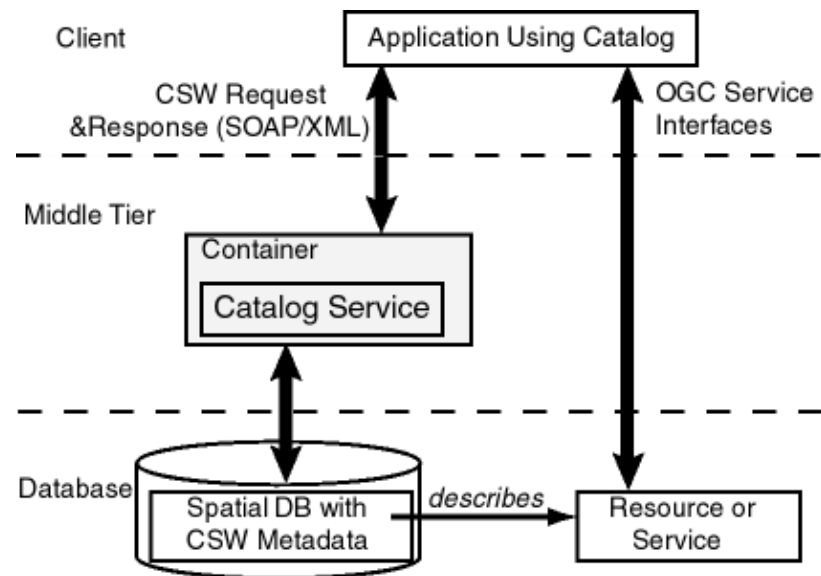 Client
Application Using Catalog
CSW Request
&Response (SOAP/XML)
OGC Service
Interfaces
Middle Tier
Container
Catalog Service
Database
Spatial DB with
CSW Metadata
describes
Resource or
Service